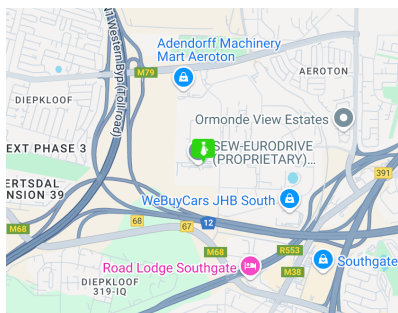 N1 Western Byp (Tollroad)
Adendorff Machinery
Mart Aeroton
M79
AEROTON
DIEPKLOOF
Ormonde View Estates
EXT PHASE 3
SEW-EURODRIVE
(PROPRIETARY)...
391
ERTSDAL
NSION 39
WeBuyCars JHB South
68
67
12
M68
M68
R553
Road Lodge Southgate
M38
Southgate
DIEPKLOOF
319-IQ